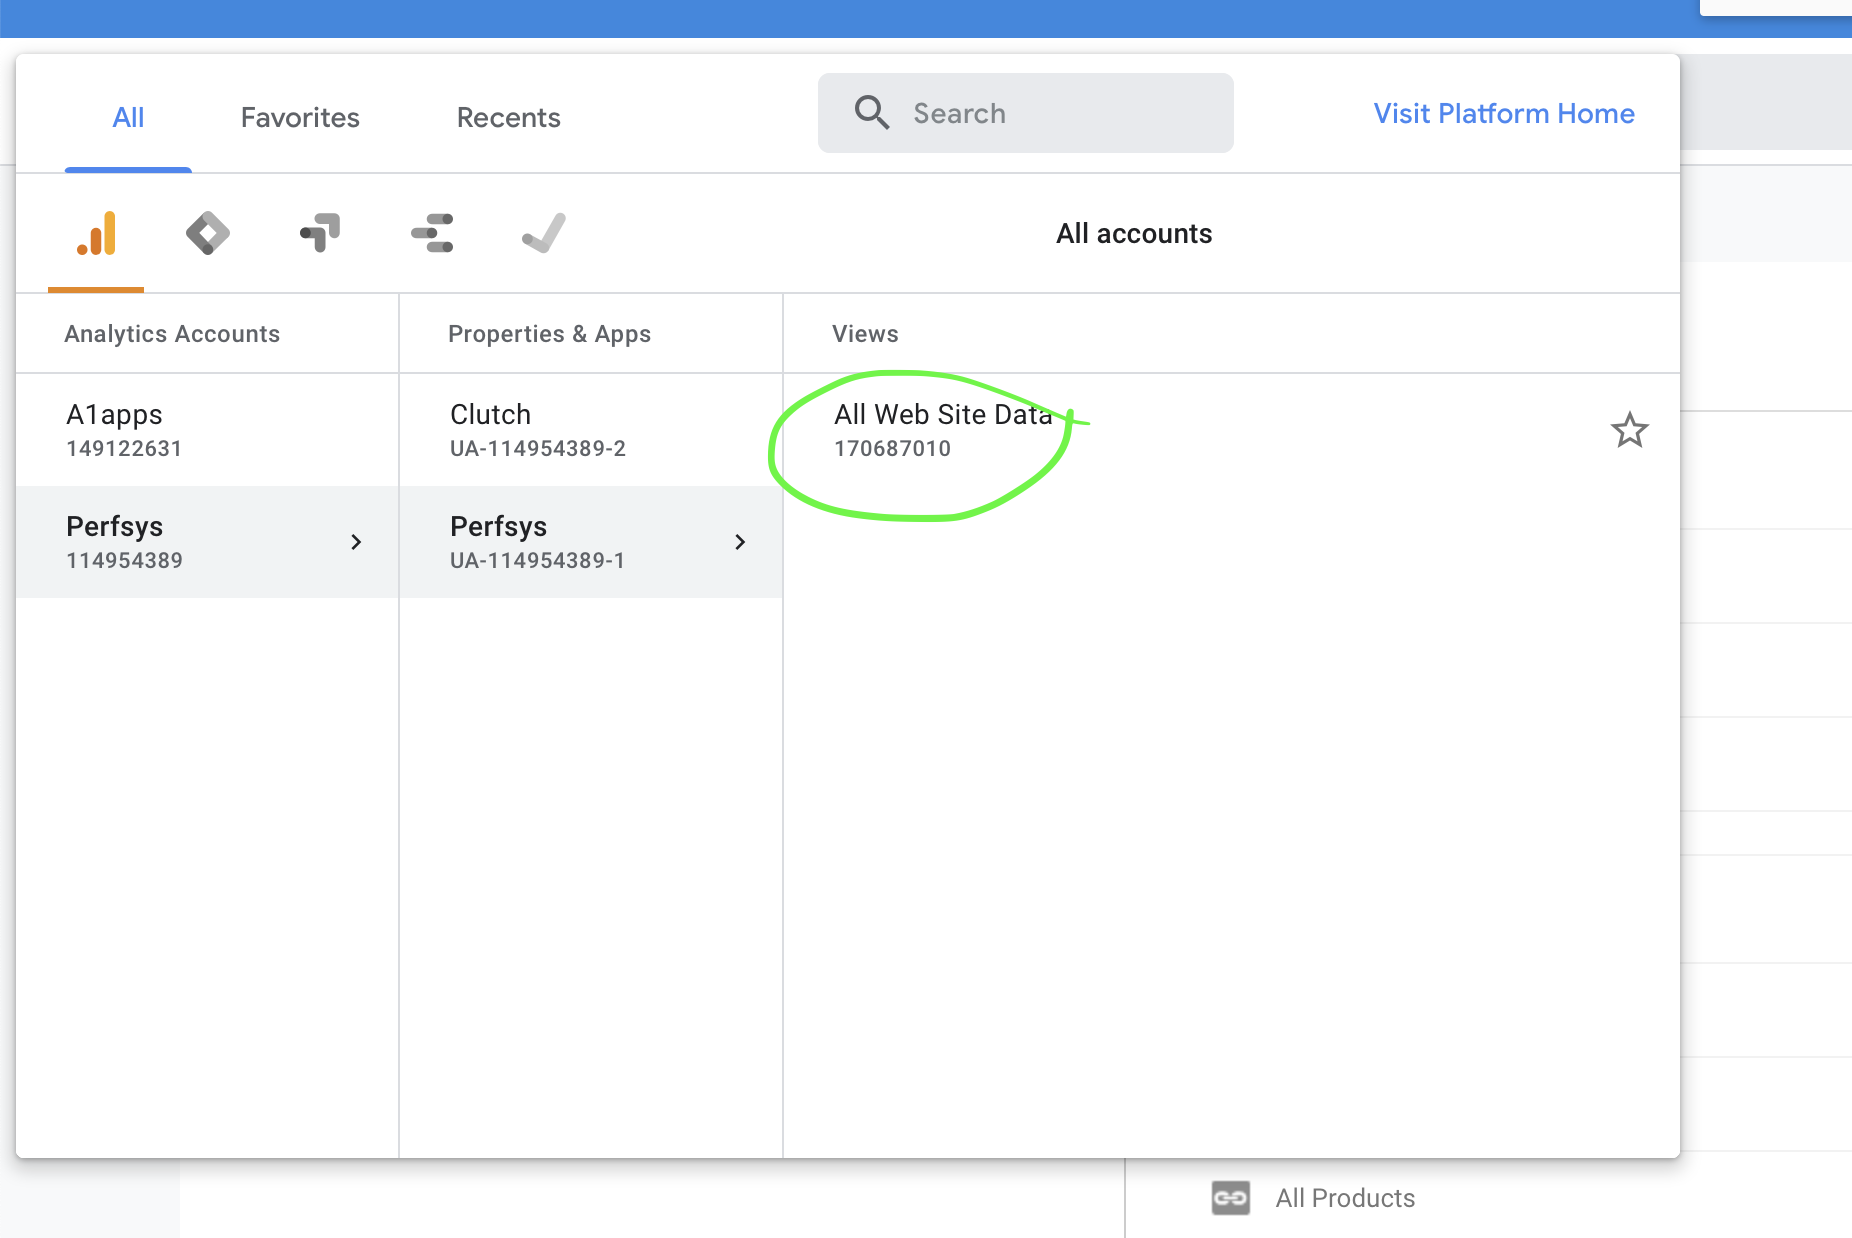 All
Favorites
Recents
Search
Visit Platform Home
All accounts
Analytics Accounts
Properties & Apps
Views
A1apps
149122631
Clutch
UA-114954389-2
All Web Site Data
170687010
Perfsys
114954389
Perfsys
UA-114954389-1
All Products